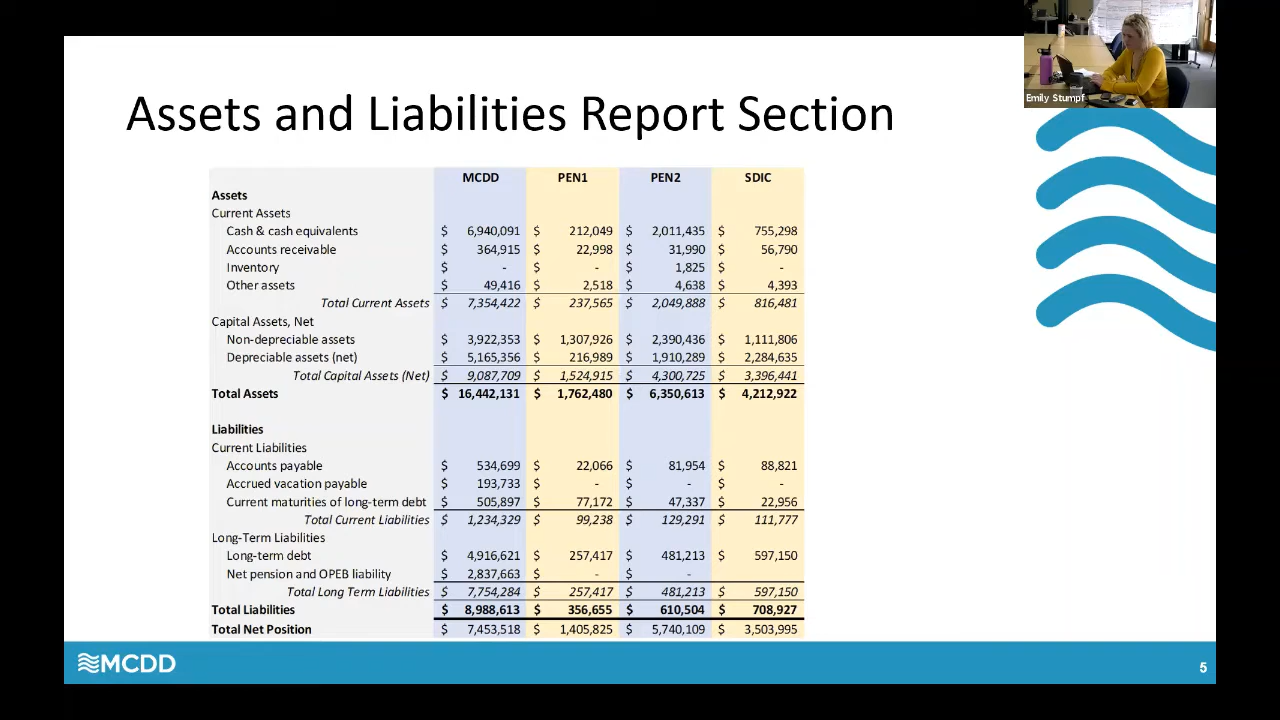 Emily Stumpf
Assets and Liabilities Report Section
MCDD PEN1 PEN2 SDIC
Assets
Current Assets
Cash & cash equivalents $ 6,940,091 $ 212,049 $ 2,011,435 $ 755,298
Accounts receivable $ 364,915 $ 22,998 $ 31,990 $ 56,790
Inventory $ - $ - $ 1,825 $ -
Other assets $ 49,416 $ 2,518 $ 4,638 $ 4,393
Total Current Assets $ 7,354,422 $ 237,565 $ 2,049,888 $ 816,481
Capital Assets, Net
Non-depreciable assets $ 3,922,353 $ 1,307,926 $ 2,390,436 $ 1,111,806
Depreciable assets (net) $ 5,165,356 $ 216,989 $ 1,910,289 $ 2,284,635
Total Capital Assets (Net) $ 9,087,709 $ 1,524,915 $ 4,300,725 $ 3,396,441
Total Assets $ 16,442,131 $ 1,762,480 $ 6,350,613 $ 4,212,922
Liabilities
Current Liabilities
Accounts payable $ 534,699 $ 22,066 $ 81,954 $ 88,821
Accrued vacation payable $ 193,733 $ - $ - $ -
Current maturities of long-term debt $ 505,897 $ 77,172 $ 47,337 $ 22,956
Total Current Liabilities $ 1,234,329 $ 99,238 $ 129,291 $ 111,777
Long-Term Liabilities
Long-term debt $ 4,916,621 $ 257,417 $ 481,213 $ 597,150
Net pension and OPEB liability $ 2,837,663 $ - $ -
Total Long Term Liabilities $ 7,754,284 $ 257,417 $ 481,213 $ 597,150
Total Liabilities $ 8,988,613 $ 356,655 $ 610,504 $ 708,927
Total Net Position $ 7,453,518 $ 1,405,825 $ 5,740,109 $ 3,503,995
MCDD
5